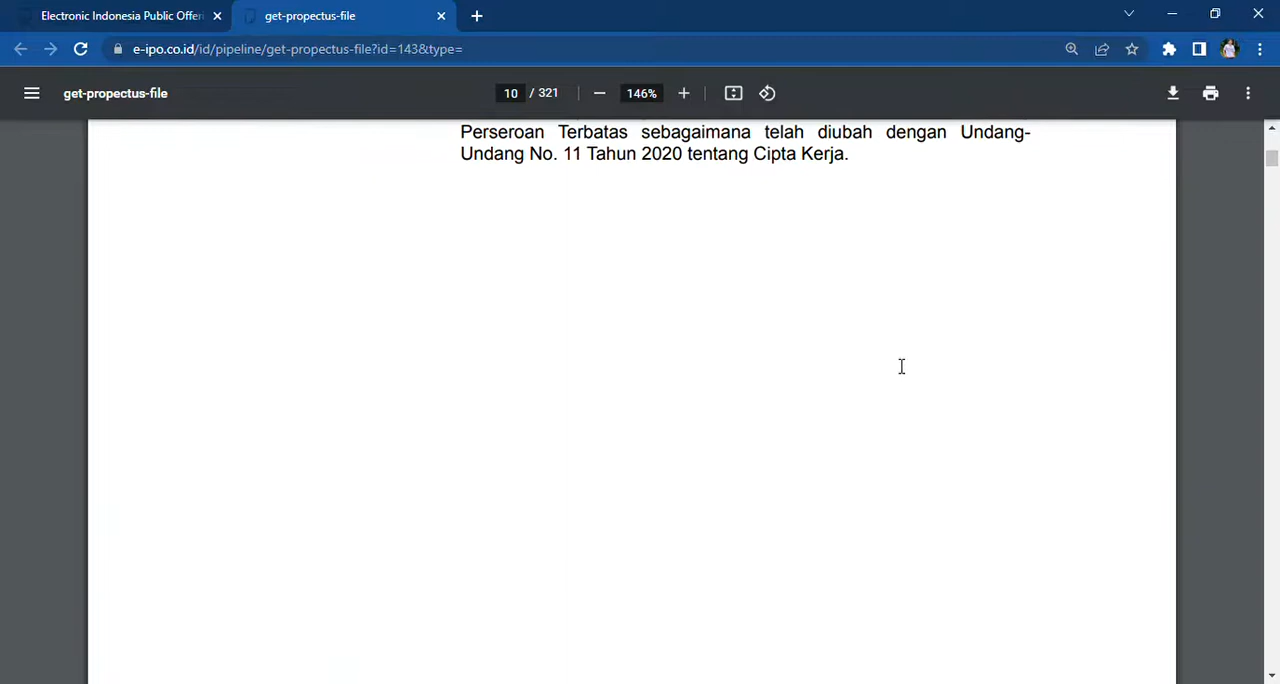 Electronic Indonesia Public Offeri
get-propectus-file
e-ipo.co.id/id/pipeline/get-propectus-file?id=143&type=
get-propectus-file
10 / 321
146%
Perseroan Terbatas sebagaimana telah diubah dengan Undang-
Undang No. 11 Tahun 2020 tentang Cipta Kerja.